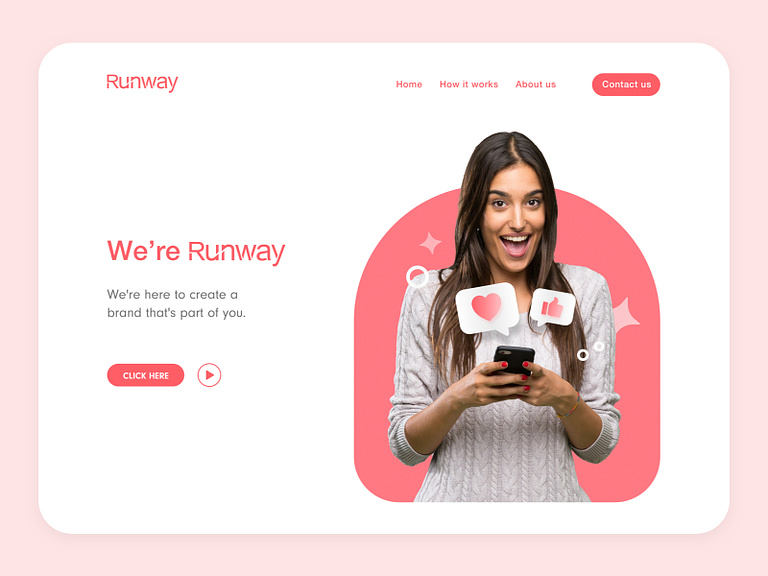 Runway
Home How it works About us Contact us
We're Runway
We're here to create a
brand that's part of you.
CLICK HERE